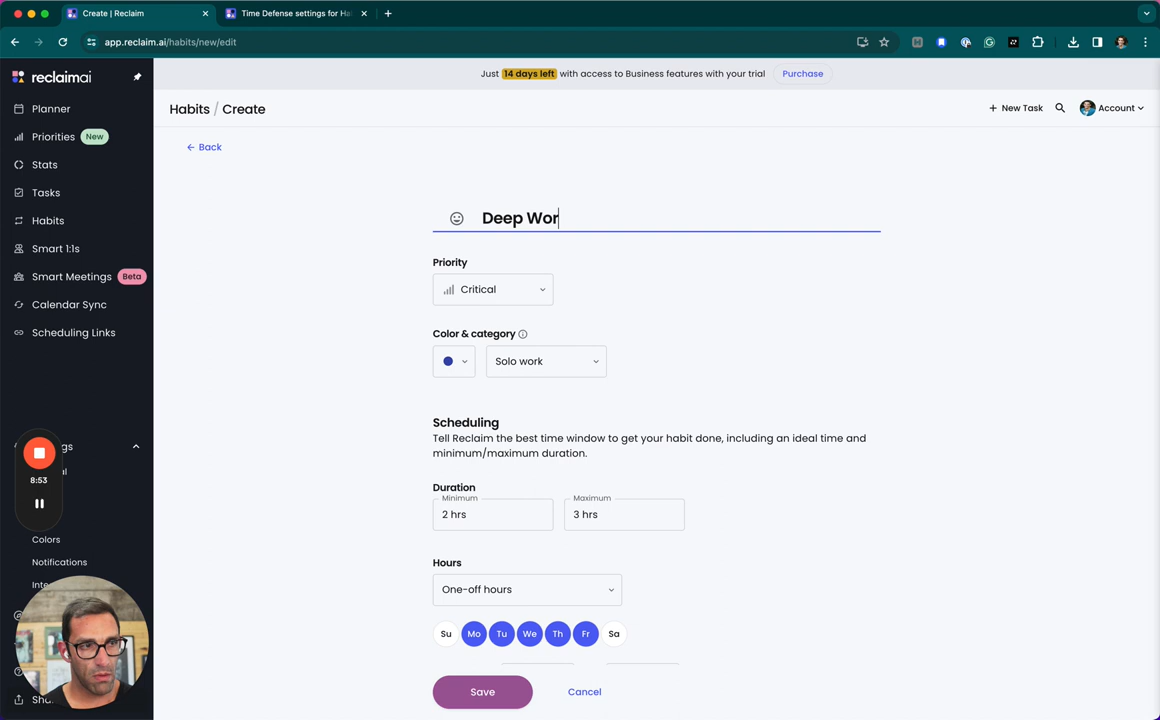 Create | Reclaim
Time Defense settings for Ha
app.reclaim.ai/habits/new/edit
reclaimai
Just 14 days left with access to Business features with your trial
Purchase
Planner
Priorities New
Stats
Tasks
Habits
Smart 1:1s
Smart Meetings Beta
Calendar Sync
Scheduling Links
8:53
Colors
Notifications
Habits / Create
+ New Task
Account
← Back
Deep Wor
Priority
Critical
Color & category
Solo work
Scheduling
Tell Reclaim the best time window to get your habit done, including an ideal time and
minimum/maximum duration.
Duration
Minimum
2 hrs
Maximum
3 hrs
Hours
One-off hours
Su Mo Tu We Th Fr Sa
Save
Cancel